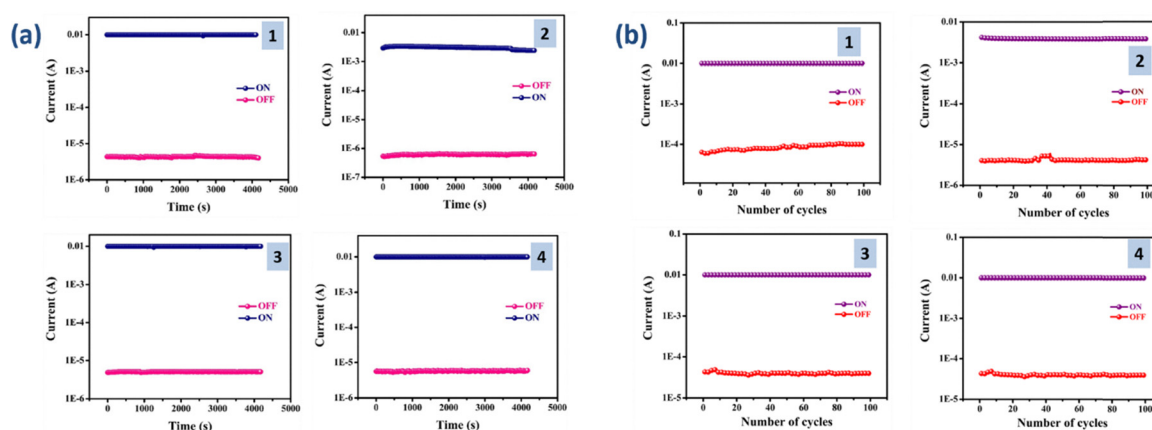 (a)
1
0.01
1E-3
1E-4
1E-5
1E-6
Current (A)
ON
OFF
0 1000 2000 3000 4000 5000
Time (s)
2
0.01
1E-3
1E-4
1E-5
1E-6
1E-7
Current (A)
OFF
ON
0 1000 2000 3000 4000 5000
Time (s)
3
0.01
1E-3
1E-4
1E-5
1E-6
Current (A)
OFF
ON
0 1000 2000 3000 4000 5000
Time (s)
4
0.01
1E-3
1E-4
1E-5
1E-6
Current (A)
OFF
ON
0 1000 2000 3000 4000 5000
Time (s)
(b)
1
0.1
0.01
1E-3
1E-4
Current (A)
ON
OFF
0 20 40 60 80 100
Number of cycles
2
0.01
1E-3
1E-4
1E-5
1E-6
Current (A)
ON
OFF
0 20 40 60 80 100
Number of cycles
3
0.1
0.01
1E-3
1E-4
1E-5
Current (A)
ON
OFF
0 20 40 60 80 100
Number of cycles
4
0.1
0.01
1E-3
1E-4
1E-5
Current (A)
ON
OFF
0 20 40 60 80 100
Number of cycles